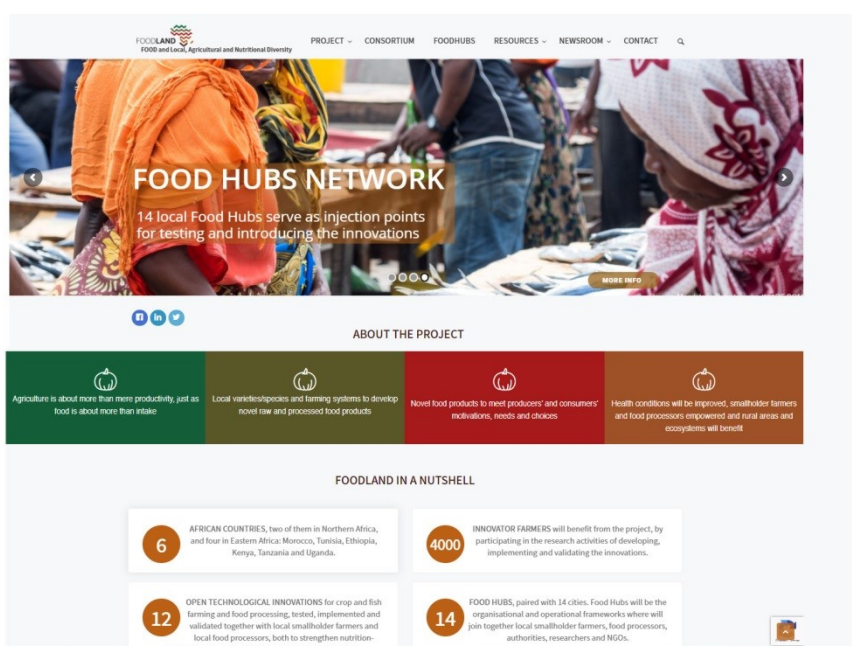 FOODLAND
FOOD and Local, Agricultural and Nutritional Diversity
PROJECT CONSORTIUM FOODHUBS RESOURCES NEWSROOM CONTACT
FOOD HUBS NETWORK
14 local Food Hubs serve as injection points
for testing and introducing the innovations
MORE INFO
ABOUT THE PROJECT
Agriculture is about more than mere productivity, just as
food is about more than intake
Local varieties/species and farming systems to develop
novel raw and processed food products
Novel food products to meet producers' and consumers'
motivations, needs and choices
Health conditions will be improved, smallholder farmers
and food processors empowered and rural areas and
ecosystems will benefit
FOODLAND IN A NUTSHELL
6
AFRICAN COUNTRIES, two of them in Northern Africa,
and four in Eastern Africa: Morocco, Tunisia, Ethiopia,
Kenya, Tanzania and Uganda.
4000
INNOVATOR FARMERS will benefit from the project, by
participating in the research activities of developing,
implementing and validating the innovations.
12
OPEN TECHNOLOGICAL INNOVATIONS for crop and fish
farming and food processing, tested, implemented and
validated together with local smallholder farmers and
local food processors, both to strengthen nutrition-
14
FOOD HUBS, paired with 14 cities. Food Hubs will be the
organisational and operational frameworks where will
join together local smallholder farmers, food processors,
authorities, researchers and NGOs.